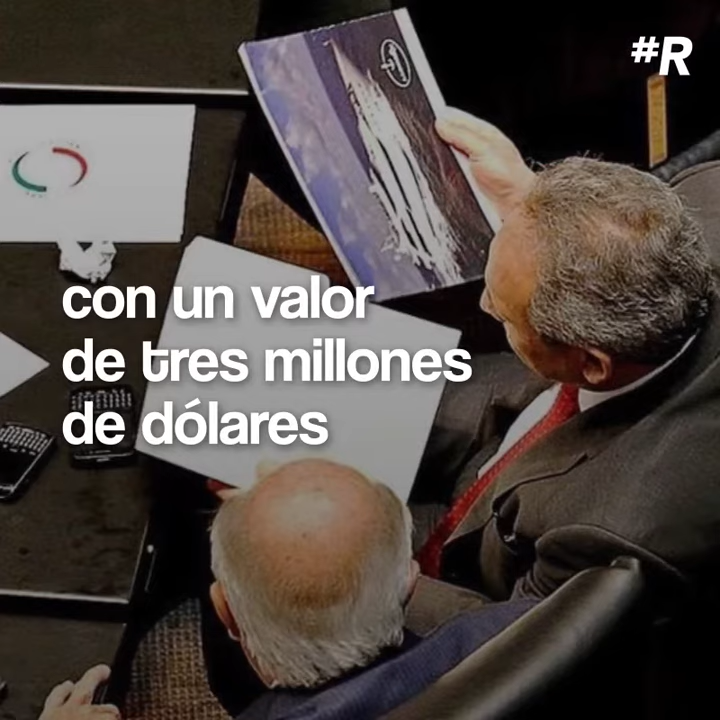 #R
con un valor
de tres millones
de dólares